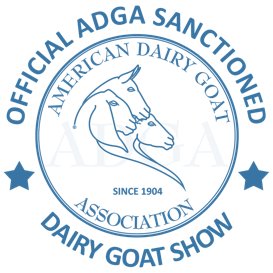 OFFICIAL ADGA SANCTIONED
AMERICAN DAIRY GOAT
ADGA
SINCE 1904
ASSOCIATION
DAIRY GOAT SHOW